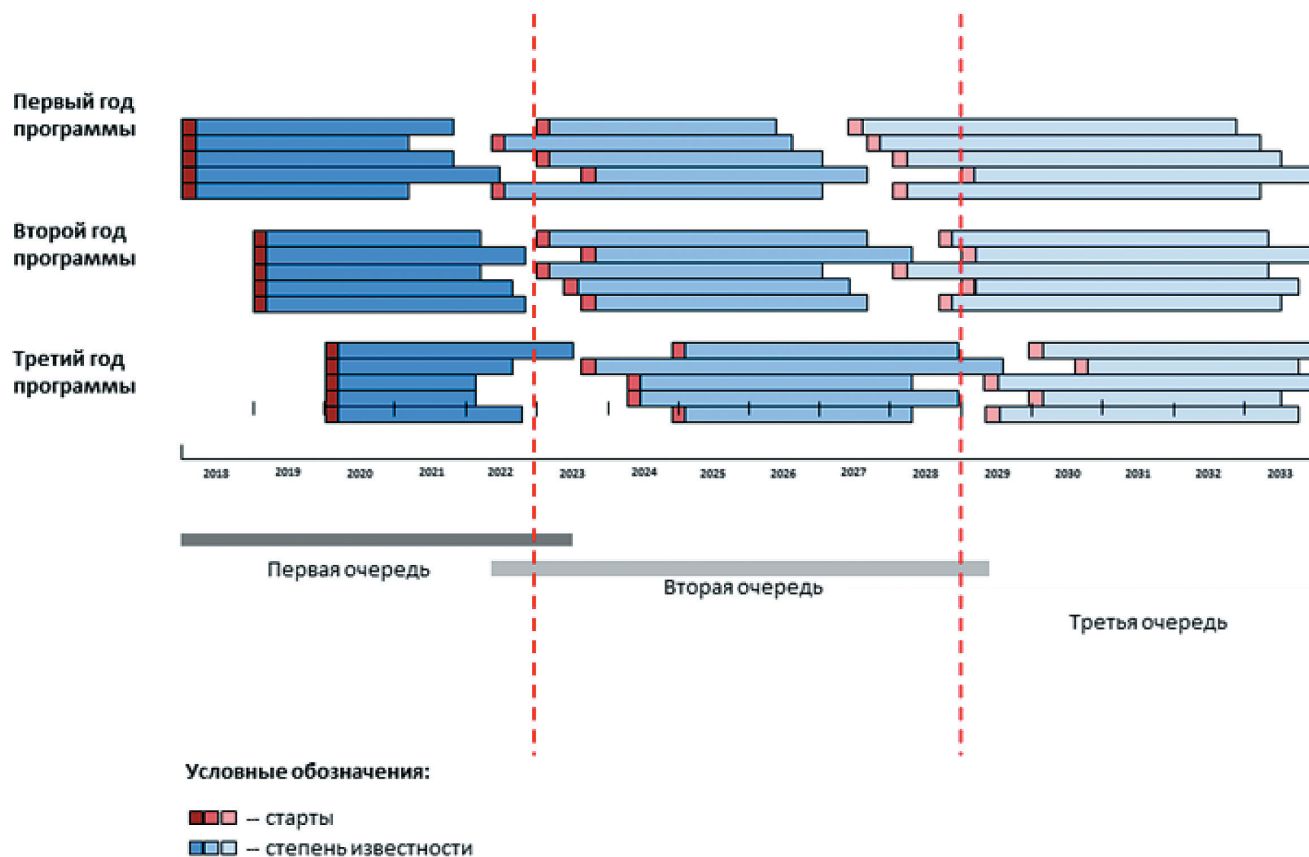 Первый год
программы
Второй год
программы
Третий год
программы
2018 2019 2020 2021 2022 2023 2024 2025 2026 2027 2028 2029 2030 2031 2032 2033
Первая очередь
Вторая очередь
Третья очередь
Условные обозначения:
– старты
– степень известности